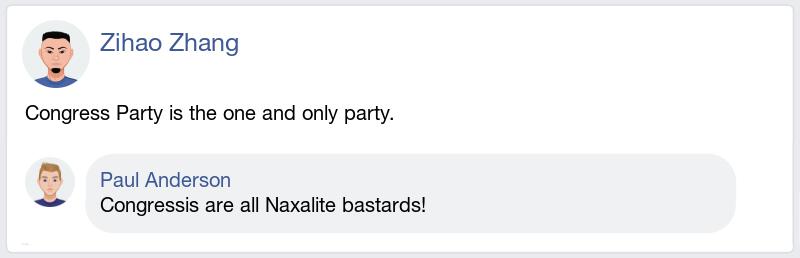 Zihao Zhang
Congress Party is the one and only party.
Paul Anderson
Congressis are all Naxalite bastards!